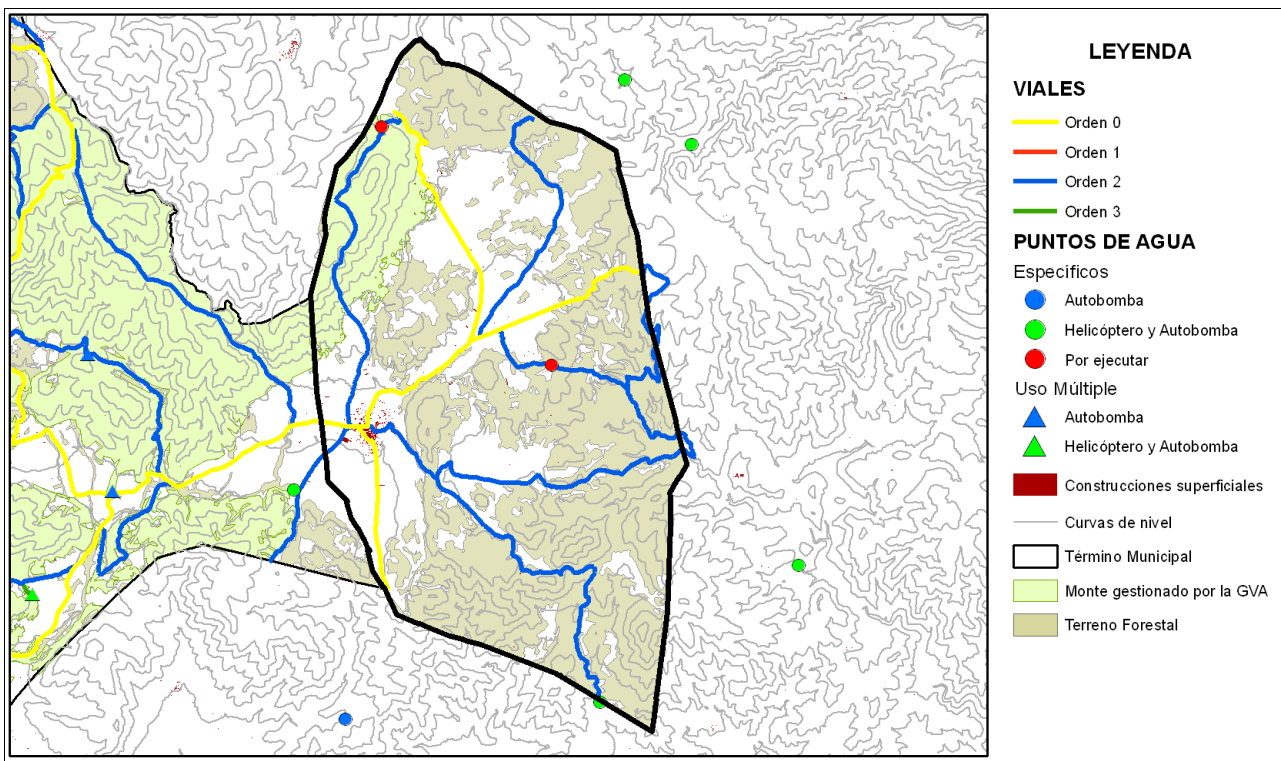 LEYENDA
VIALES
Orden 0
Orden 1
Orden 2
Orden 3
PUNTOS DE AGUA
Específicos
Autobomba
Helicóptero y Autobomba
Por ejecutar
Uso Múltiple
Autobomba
Helicóptero y Autobomba
Construcciones superficiales
Curvas de nivel
Término Municipal
Monte gestionado por la GVA
Terreno Forestal